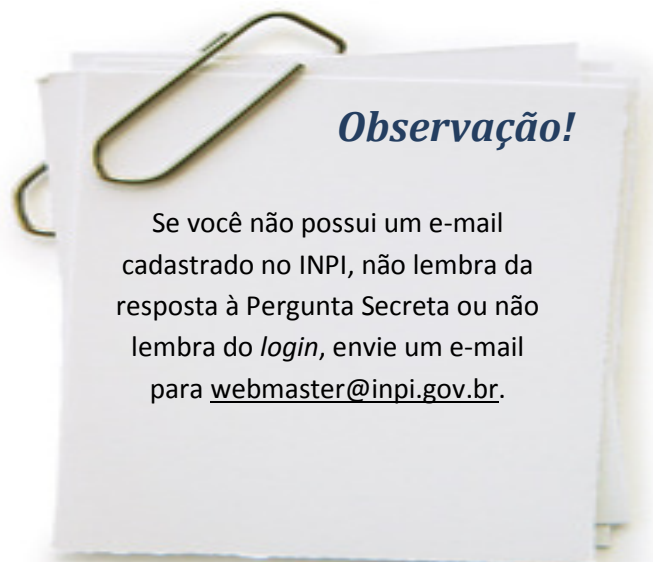 Observação!
Se você não possui um e-mail
cadastrado no INPI, não lembra da
resposta à Pergunta Secreta ou não
lembra do login, envie um e-mail
para webmaster@inpi.gov.br.